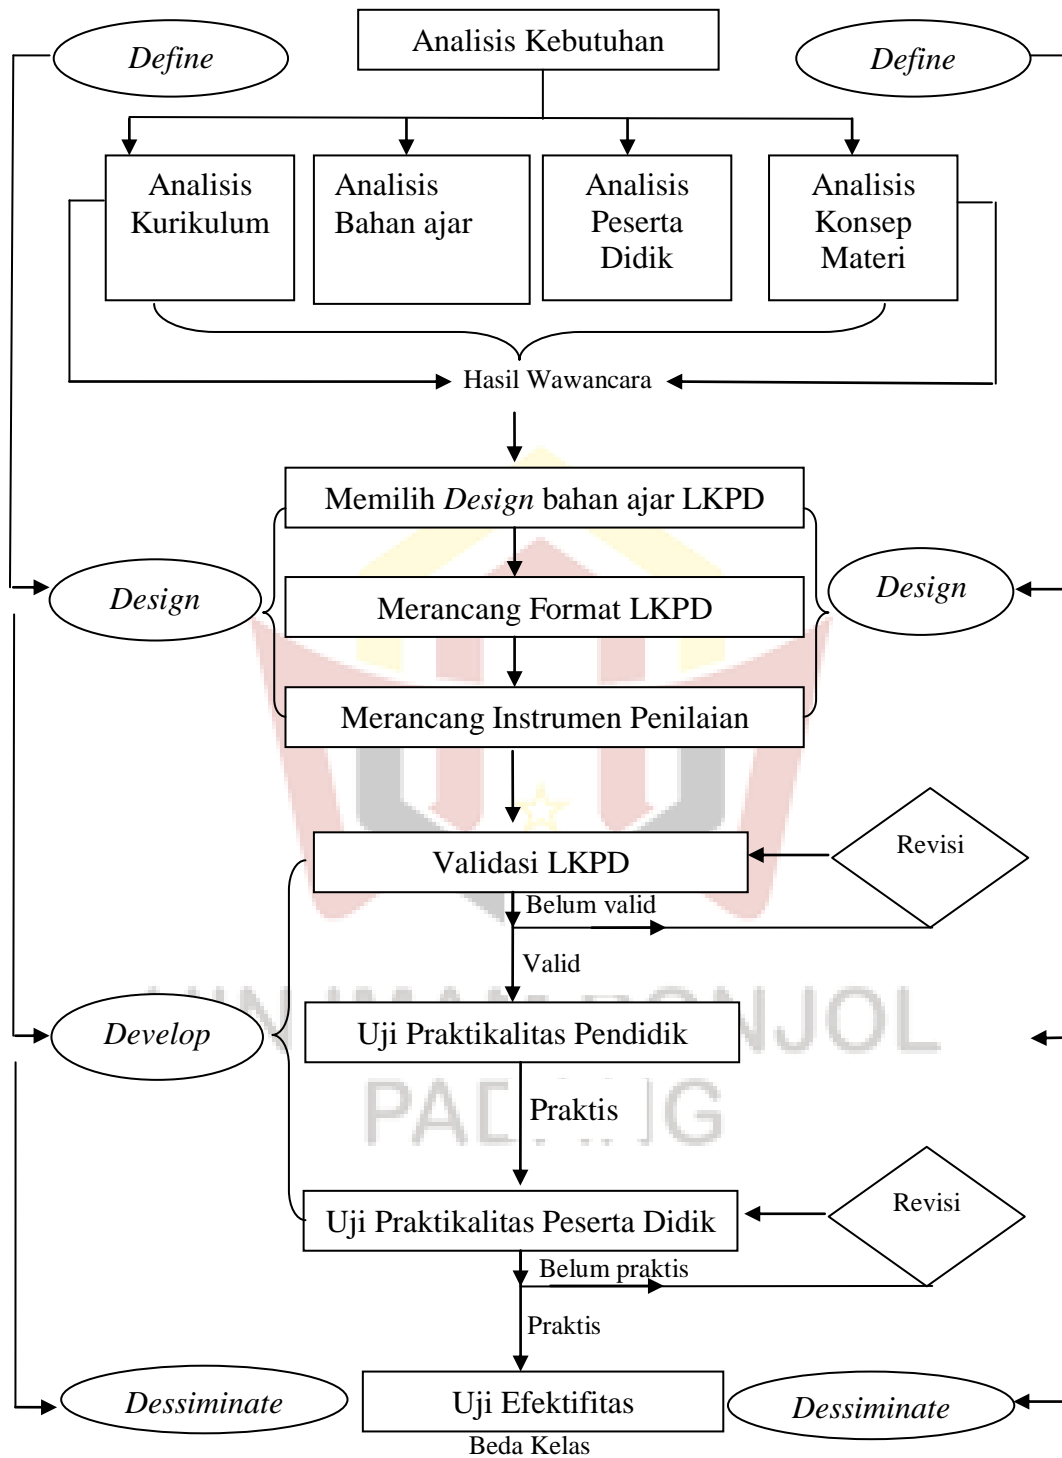 Define
Analisis Kebutuhan
Define
Analisis
Kurikulum
Analisis
Bahan ajar
Analisis
Peserta
Didik
Analisis
Konsep
Materi
Hasil Wawancara
Memilih Design bahan ajar LKPD
Design
Merancang Format LKPD
Design
Merancang Instrumen Penilaian
Validasi LKPD
Revisi
Belum valid
Valid
Develop
Uji Praktikalitas Pendidik
Praktis
Uji Praktikalitas Peserta Didik
Revisi
Belum praktis
Praktis
Dessiminate
Uji Efektifitas
Dessiminate
Beda Kelas